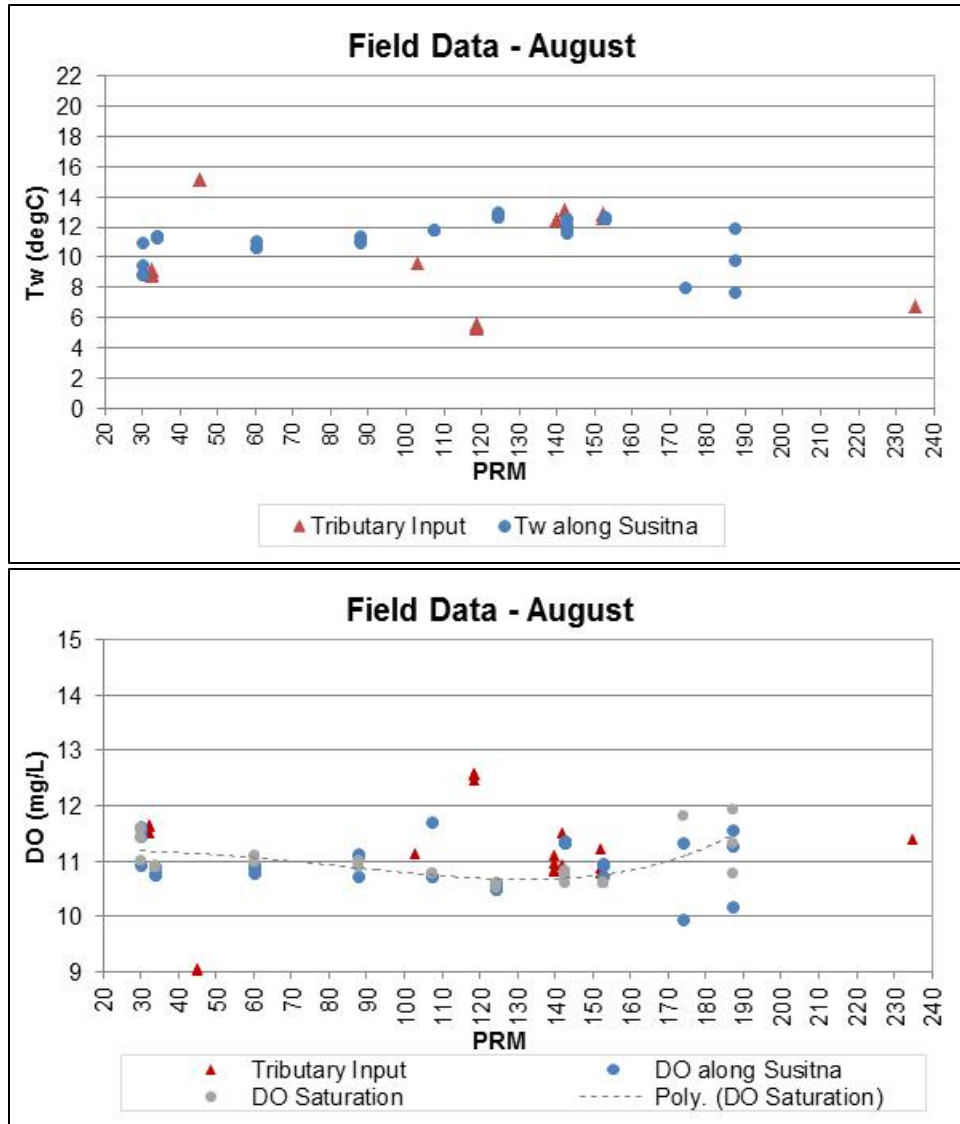 Field Data - August
22
20
18
16
14
12
10
8
6
4
2
0
Tw (degC)
20 30 40 50 60 70 80 90 100 110 120 130 140 150 160 170 180 190 200 210 220 230 240
PRM
Tributary Input Tw along Susitna
Field Data - August
15
14
13
12
11
10
9
DO (mg/L)
20 30 40 50 60 70 80 90 100 110 120 130 140 150 160 170 180 190 200 210 220 230 240
PRM
Tributary Input DO along Susitna
DO Saturation Poly. (DO Saturation)